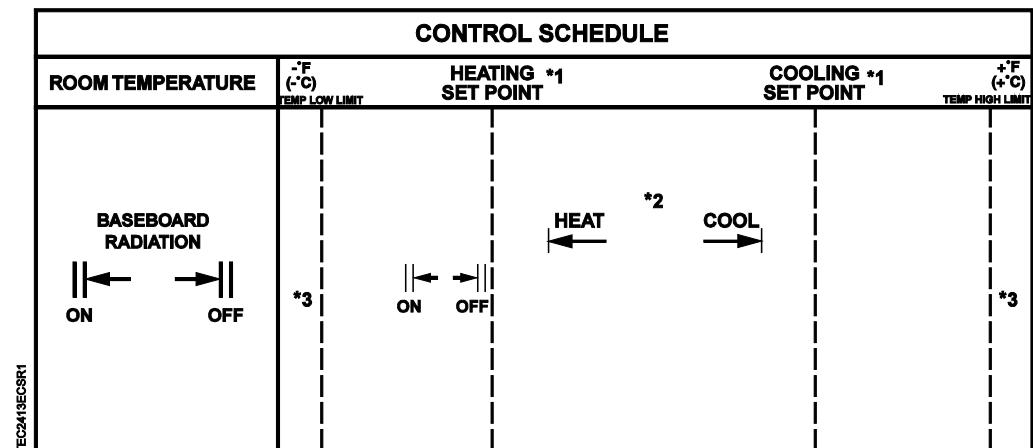 CONTROL SCHEDULE
ROOM TEMPERATURE
-°F
(-°C)
TEMP LOW LIMIT
HEATING *1
SET POINT
COOLING *1
SET POINT
+°F
(+°C)
TEMP HIGH LIMIT
BASEBOARD
RADIATION
ON OFF
*3
ON OFF
*2
HEAT COOL
*3
TEC2413ECSR1